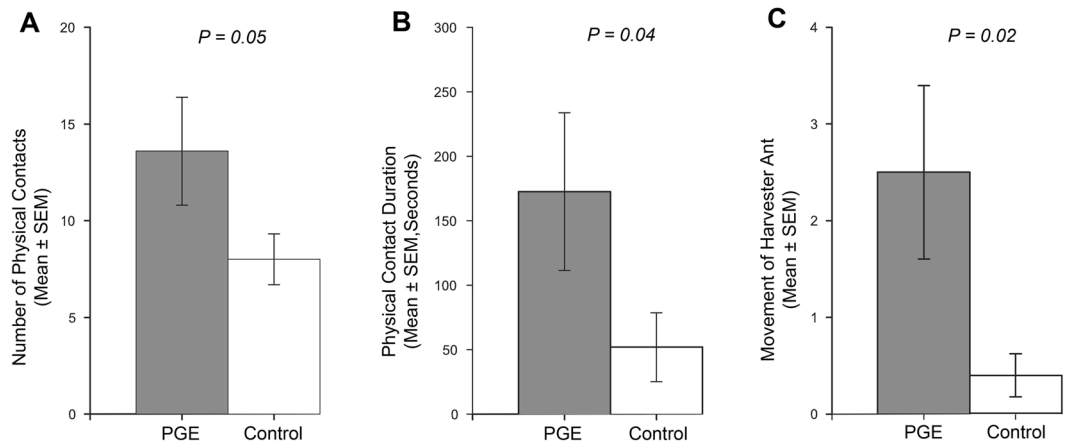 A
20
P = 0.05
15
10
5
0
Number of Physical Contacts
(Mean ± SEM)
PGE Control
B
300
P = 0.04
250
200
150
100
50
0
Physical Contact Duration
(Mean ± SEM,Seconds)
PGE Control
C
4
P = 0.02
3
2
1
0
Movement of Harvester Ant
(Mean ± SEM)
PGE Control